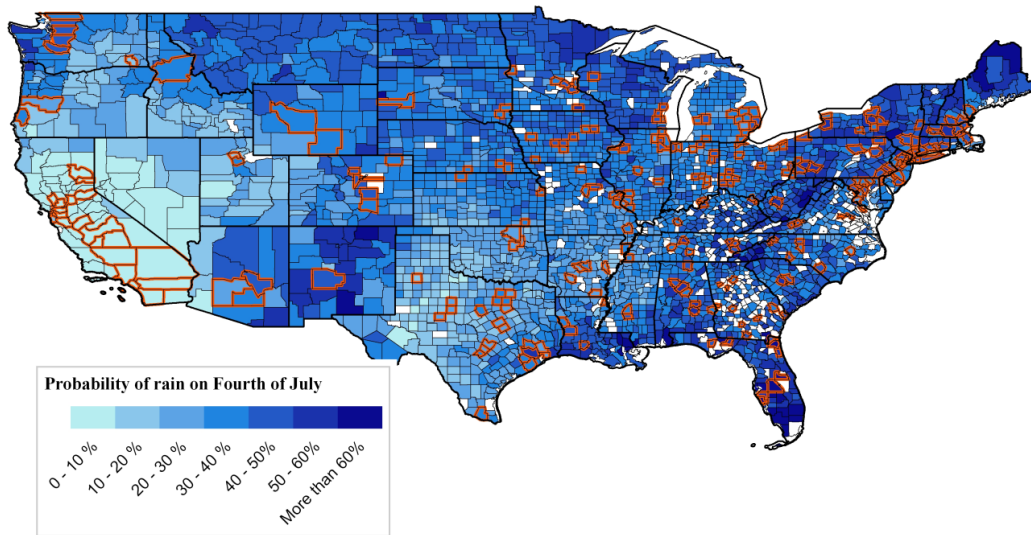 Probability of rain on Fourth of July
0 - 10 %
10 - 20 %
20 - 30 %
30 - 40 %
40 - 50%
50 - 60%
More than 60%